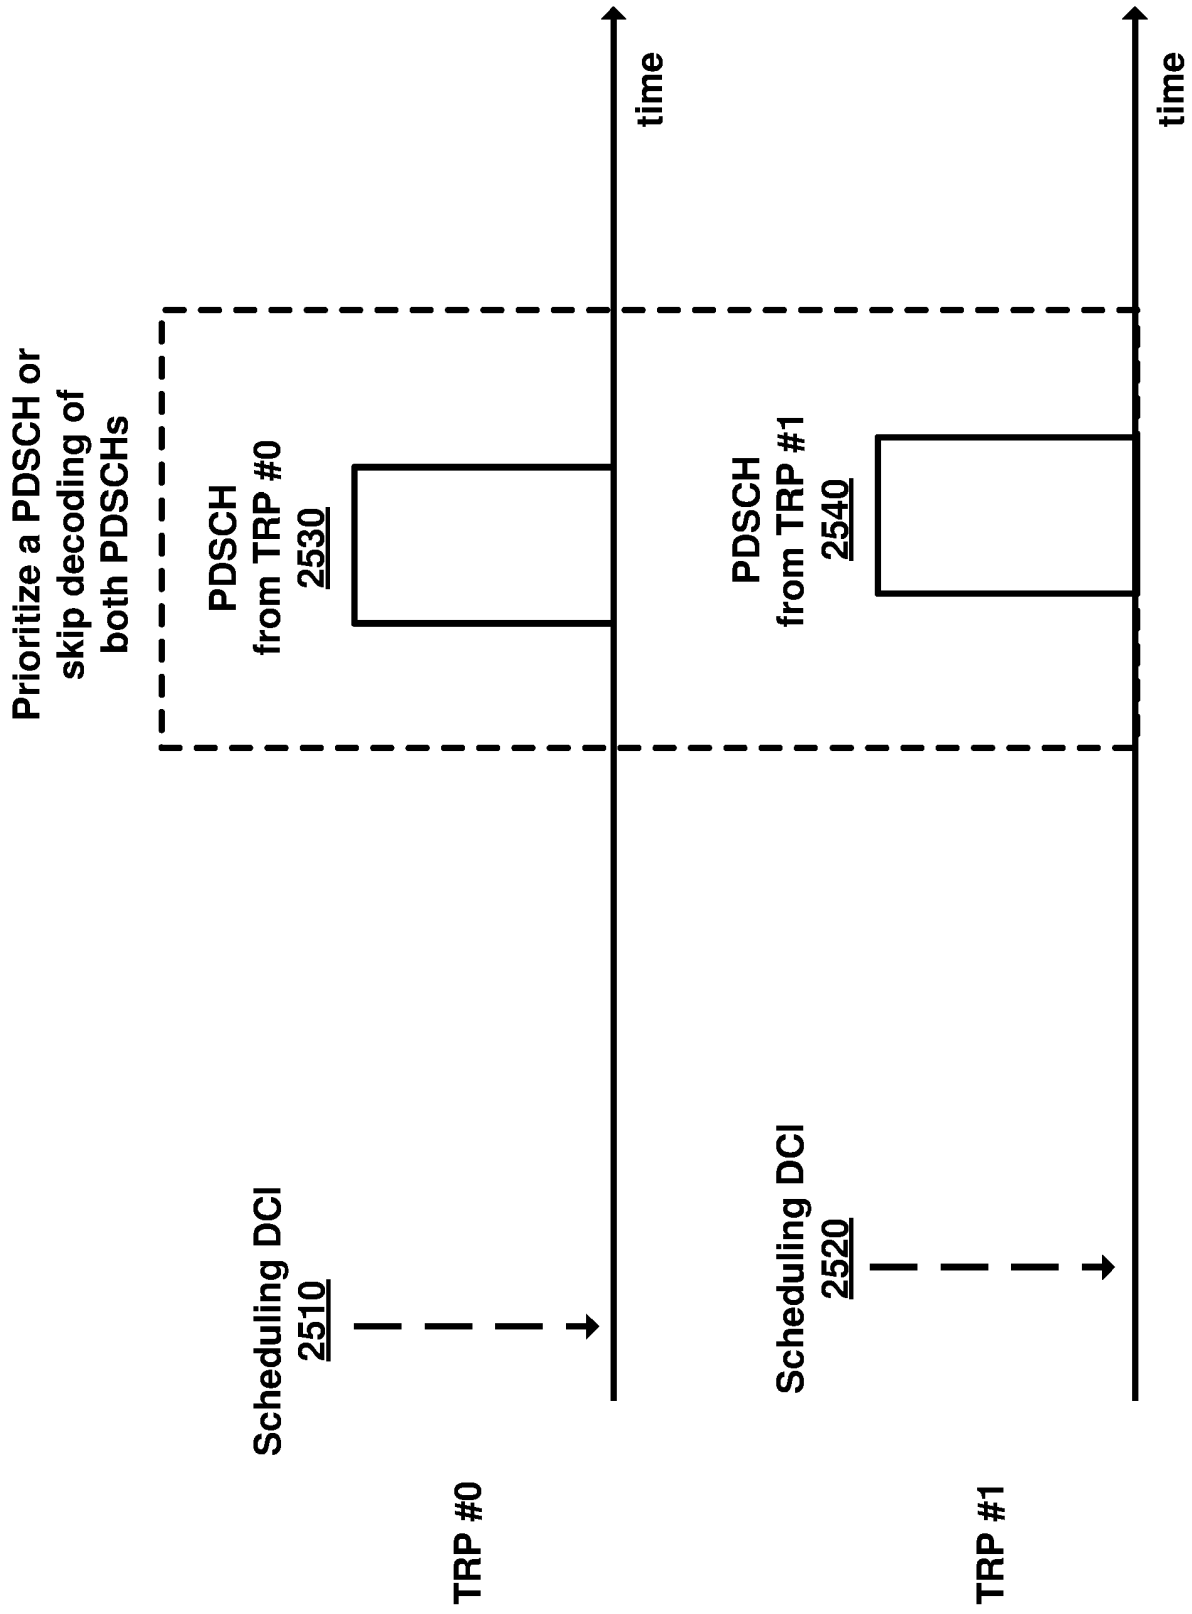 Prioritize a PDSCH or
skip decoding of
both PDSCHs
TRP #0
Scheduling DCI
2510
PDSCH
from TRP #0
2530
time
TRP #1
Scheduling DCI
2520
PDSCH
from TRP #1
2540
time